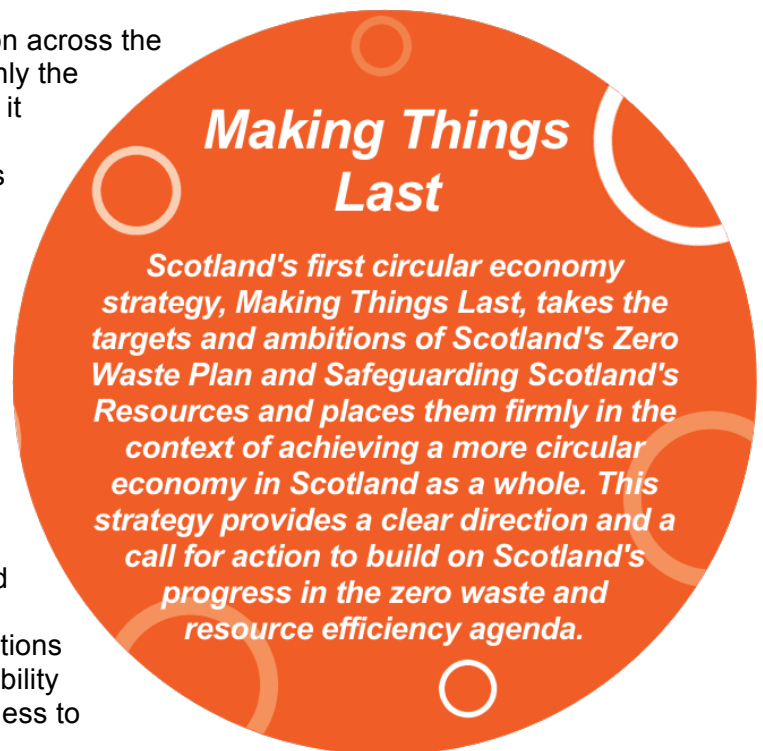 on across the
nly the
it
s
Making Things
Last
Scotland's first circular economy
strategy, Making Things Last, takes the
targets and ambitions of Scotland's Zero
Waste Plan and Safeguarding Scotland's
Resources and places them firmly in the
context of achieving a more circular
economy in Scotland as a whole. This
strategy provides a clear direction and a
call for action to build on Scotland's
progress in the zero waste and
resource efficiency agenda.
d
tions
bility
ess to